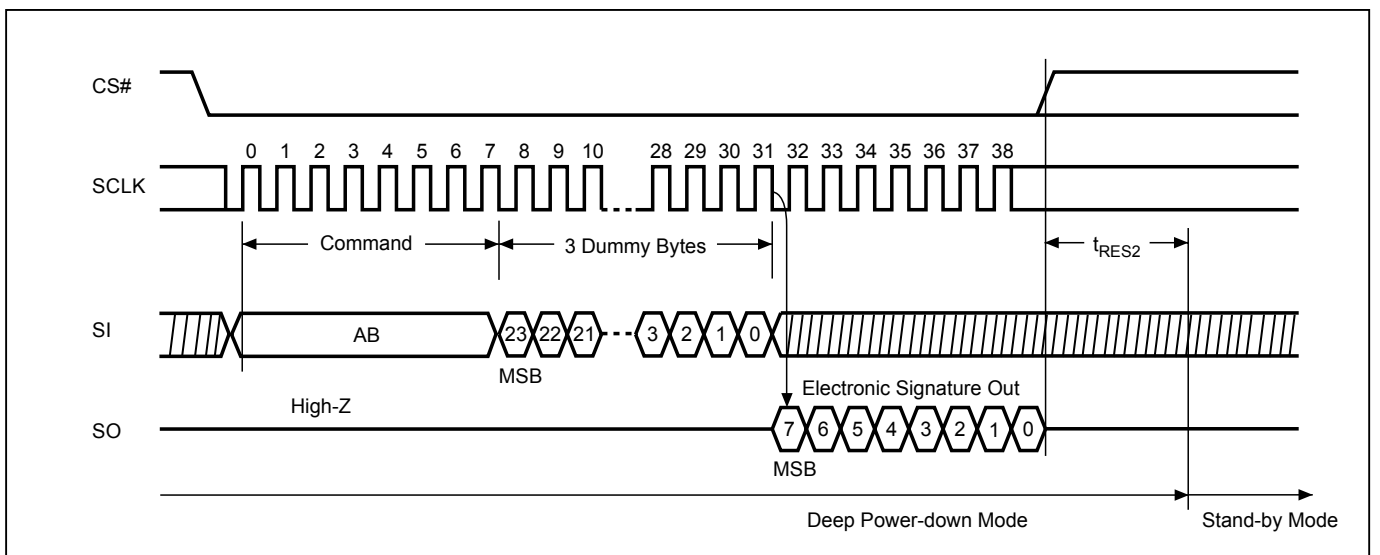 CS#
0 1 2 3 4 5 6 7 8 9 10 28 29 30 31 32 33 34 35 36 37 38
SCLK
Command 3 Dummy Bytes tRES2
SI AB 23 22 21 3 2 1 0
MSB
High-Z Electronic Signature Out
SO 7 6 5 4 3 2 1 0
MSB
Deep Power-down Mode Stand-by Mode